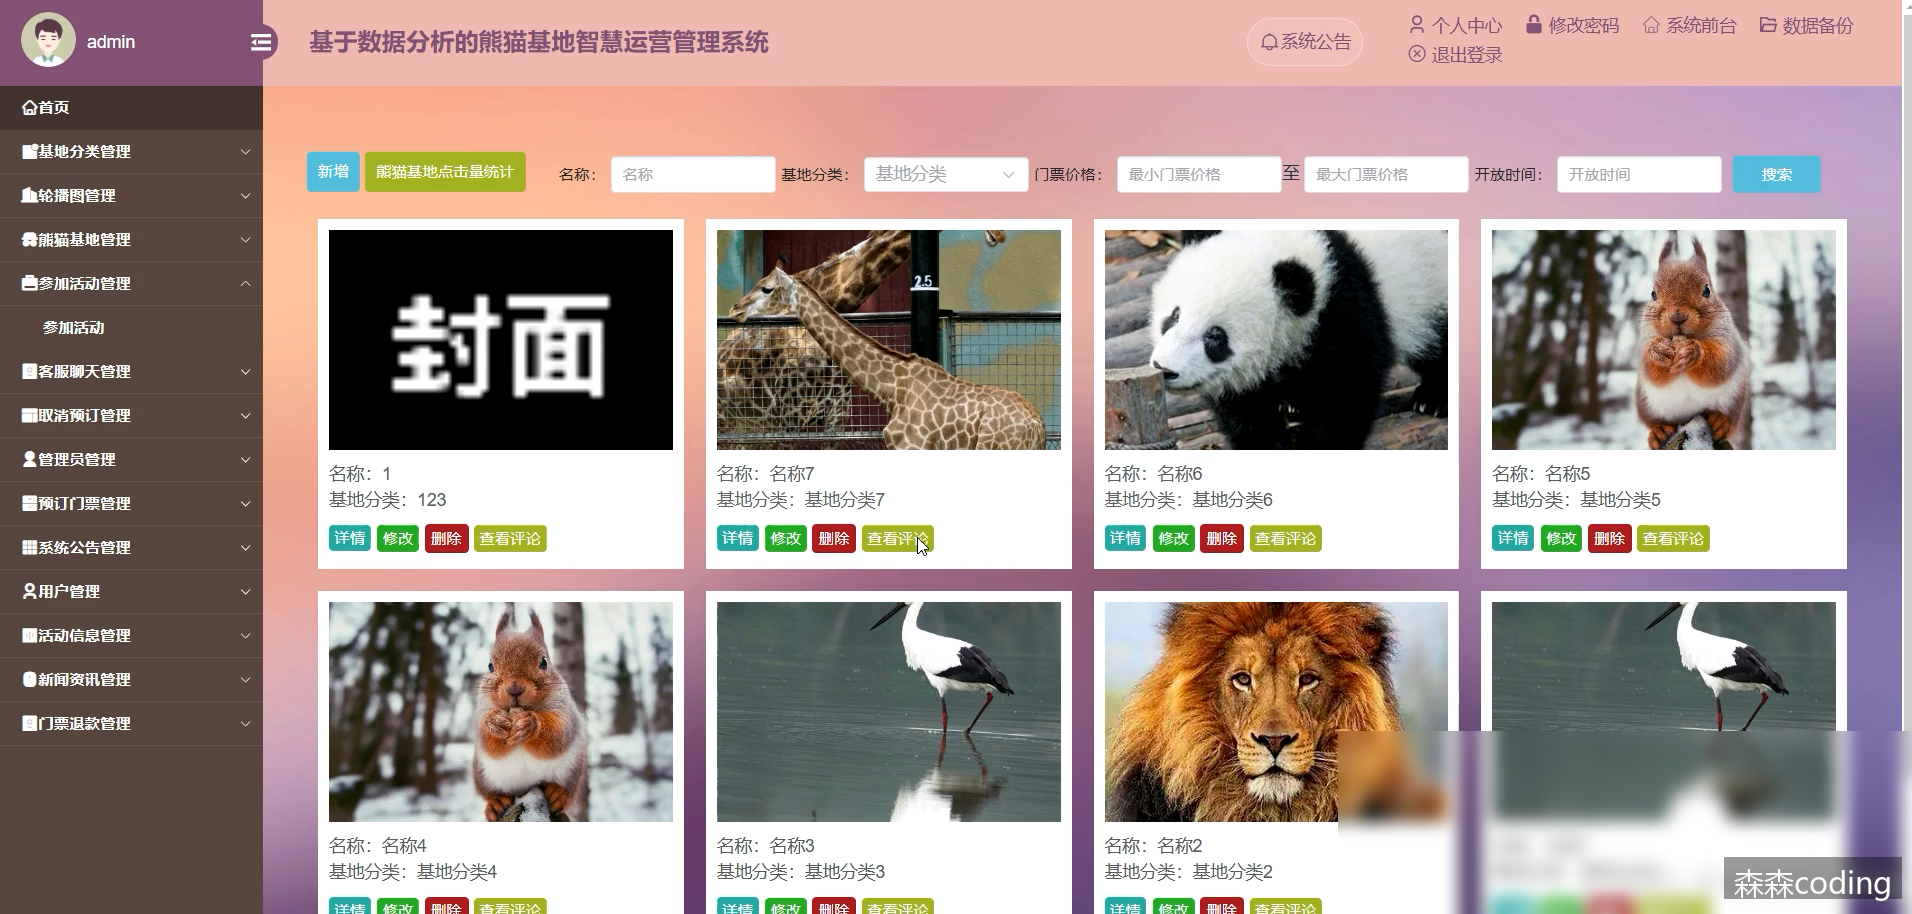 admin
基于数据分析的熊猫基地智慧运营管理系统
系统公告
个人中心
修改密码
系统前台
数据备份
退出登录
首页
基地分类管理
轮播图管理
熊猫基地管理
参加活动管理
参加活动
客服聊天管理
取消预订管理
管理员管理
预订门票管理
系统公告管理
用户管理
活动信息管理
新闻资讯管理
门票退款管理
新增
熊猫基地点击量统计
名称：
名称
基地分类：
基地分类
门票价格：
最小门票价格
至
最大门票价格
开放时间：
开放时间
搜索
封面
名称：1
基地分类：123
详情 修改 删除 查看评论
2.5
名称：名称7
基地分类：基地分类7
详情 修改 删除 查看评论
名称：名称6
基地分类：基地分类6
详情 修改 删除 查看评论
名称：名称5
基地分类：基地分类5
详情 修改 删除 查看评论
名称：名称4
基地分类：基地分类4
详情 修改 删除 查看评论
名称：名称3
基地分类：基地分类3
详情 修改 删除 查看评论
名称：名称2
基地分类：基地分类2
详情 修改 删除 查看评论
森森coding